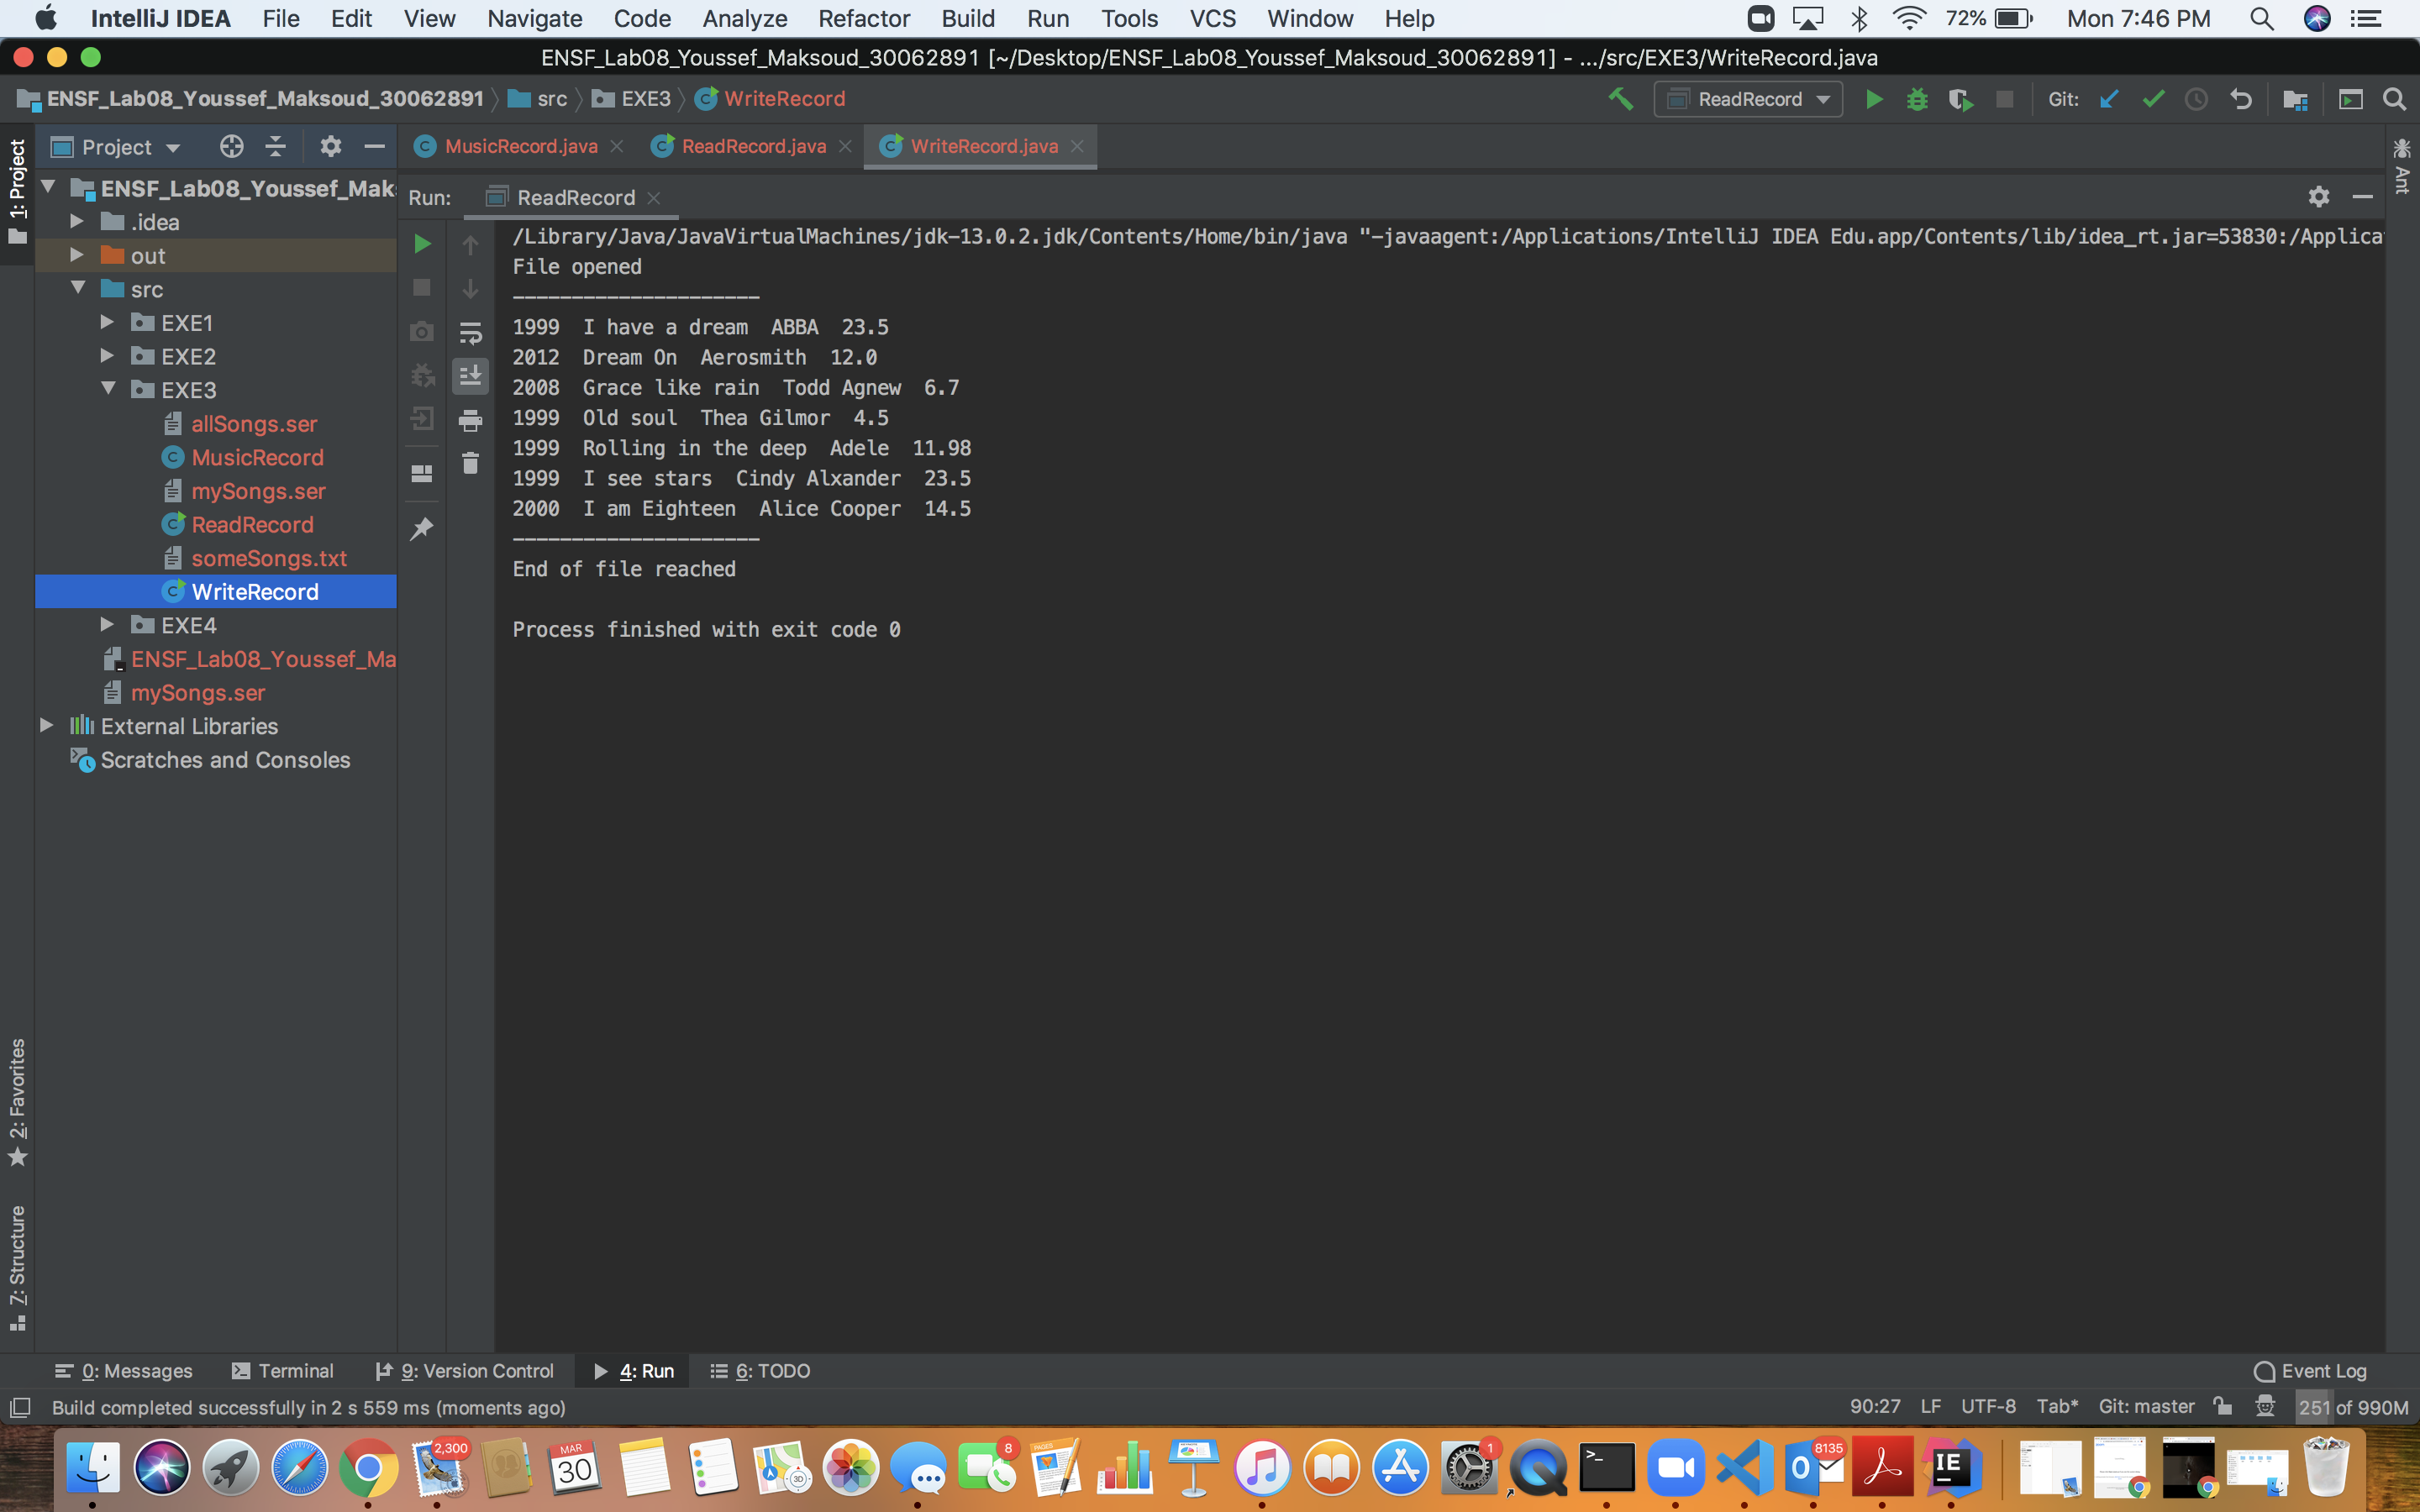 IntelliJ IDEA File Edit View Navigate Code Analyze Refactor Build Run Tools VCS Window Help 72% Mon 7:46 PM
ENSF_Lab08_Youssef_Maksoud_30062891 [~/Desktop/ENSF_Lab08_Youssef_Maksoud_30062891] - .../src/EXE3/WriteRecord.java
ENSF_Lab08_Youssef_Maksoud_30062891 src EXE3 WriteRecord ReadRecord Git:
Project MusicRecord.java ReadRecord.java WriteRecord.java
1: Project
Ant
Run: ReadRecord
ENSF_Lab08_Youssef_Mak
.idea
out
src
EXE1
EXE2
EXE3
allSongs.ser
MusicRecord
mySongs.ser
ReadRecord
someSongs.txt
WriteRecord
EXE4
ENSF_Lab08_Youssef_Ma
mySongs.ser
External Libraries
Scratches and Consoles
/Library/Java/JavaVirtualMachines/jdk-13.0.2.jdk/Contents/Home/bin/java "-javaagent:/Applications/IntelliJ IDEA Edu.app/Contents/lib/idea_rt.jar=53830:/Applica
File opened
---------------------
1999  I have a dream  ABBA  23.5
2012  Dream On  Aerosmith  12.0
2008  Grace like rain  Todd Agnew  6.7
1999  Old soul  Thea Gilmor  4.5
1999  Rolling in the deep  Adele  11.98
1999  I see stars  Cindy Alxander  23.5
2000  I am Eighteen  Alice Cooper  14.5
---------------------
End of file reached
Process finished with exit code 0
2: Favorites
Z: Structure
0: Messages Terminal 9: Version Control 4: Run 6: TODO Event Log
Build completed successfully in 2 s 559 ms (moments ago) 90:27 LF UTF-8 Tab* Git: master 251 of 990M
2,300 MAR 30 3D 8 PAGES 1 >_ O 8135 IE